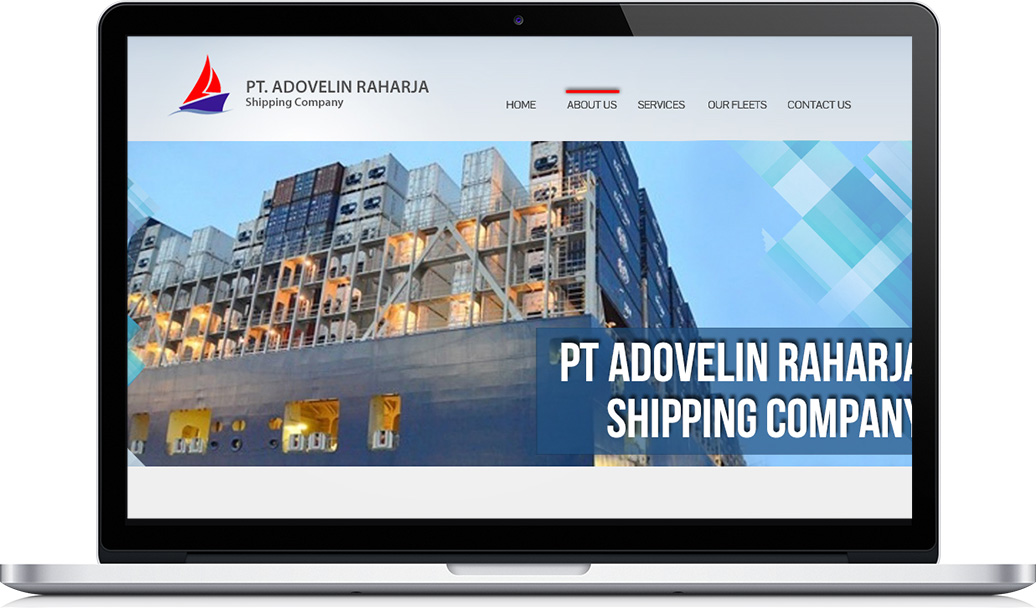 PT. ADOVELIN RAHARJA
Shipping Company
HOME ABOUT US SERVICES OUR FLEETS CONTACT US
PT ADOVELIN RAHARJA
SHIPPING COMPANY